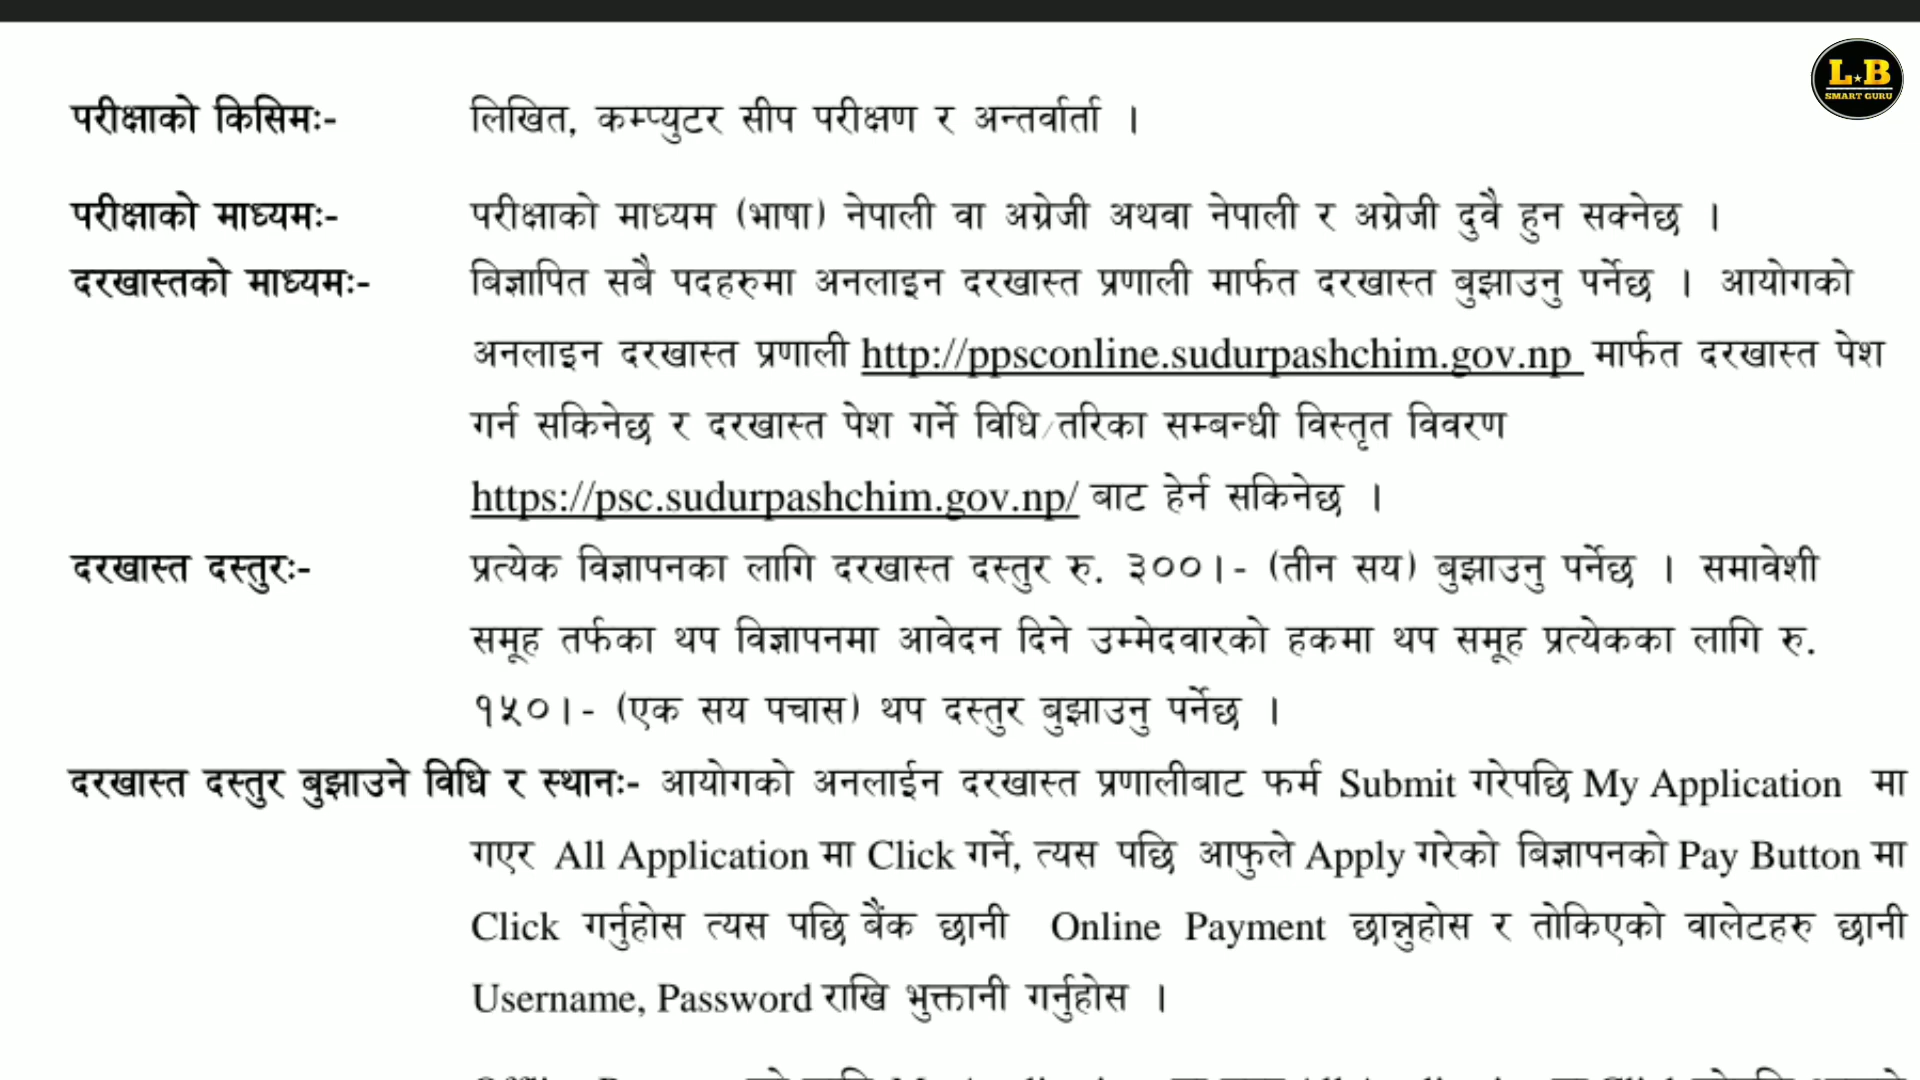 L★B
SMART GURU
परीक्षाको किसिमः- लिखित, कम्प्युटर सीप परीक्षण र अन्तर्वार्ता ।
परीक्षाको माध्यमः- परीक्षाको माध्यम (भाषा) नेपाली वा अग्रेजी अथवा नेपाली र अग्रेजी दुवै हुन सक्नेछ ।
दरखास्तको माध्यमः- बिज्ञापित सबै पदहरुमा अनलाइन दरखास्त प्रणाली मार्फत दरखास्त बुझाउनु पर्नेछ । आयोगको
अनलाइन दरखास्त प्रणाली http://ppsconline.sudurpashchim.gov.np मार्फत दरखास्त पेश
गर्न सकिनेछ र दरखास्त पेश गर्ने विधि/तरिका सम्बन्धी विस्तृत विवरण
https://psc.sudurpashchim.gov.np/ बाट हेर्न सकिनेछ ।
दरखास्त दस्तुरः- प्रत्येक विज्ञापनका लागि दरखास्त दस्तुर रु. ३००।- (तीन सय) बुझाउनु पर्नेछ । समावेशी
समूह तर्फका थप विज्ञापनमा आवेदन दिने उम्मेदवारको हकमा थप समूह प्रत्येकका लागि रु.
१५०।- (एक सय पचास) थप दस्तुर बुझाउनु पर्नेछ ।
दरखास्त दस्तुर बुझाउने विधि र स्थानः- आयोगको अनलाईन दरखास्त प्रणालीबाट फर्म Submit गरेपछि My Application मा
गएर All Application मा Click गर्ने, त्यस पछि आफुले Apply गरेको बिज्ञापनको Pay Button मा
Click गर्नुहोस त्यस पछि बैंक छानी Online Payment छान्नुहोस र तोकिएको वालेटहरु छानी
Username, Password राखि भुक्तानी गर्नुहोस ।